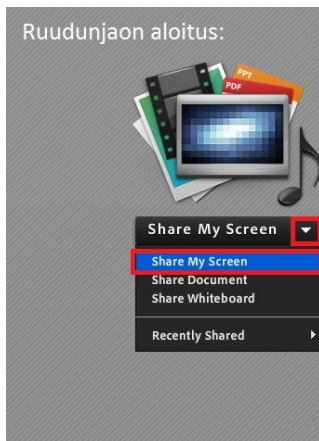 Ruudunjaon aloitus:
PPT
PDF
Share My Screen
Share My Screen
Share Document
Share Whiteboard
Recently Shared